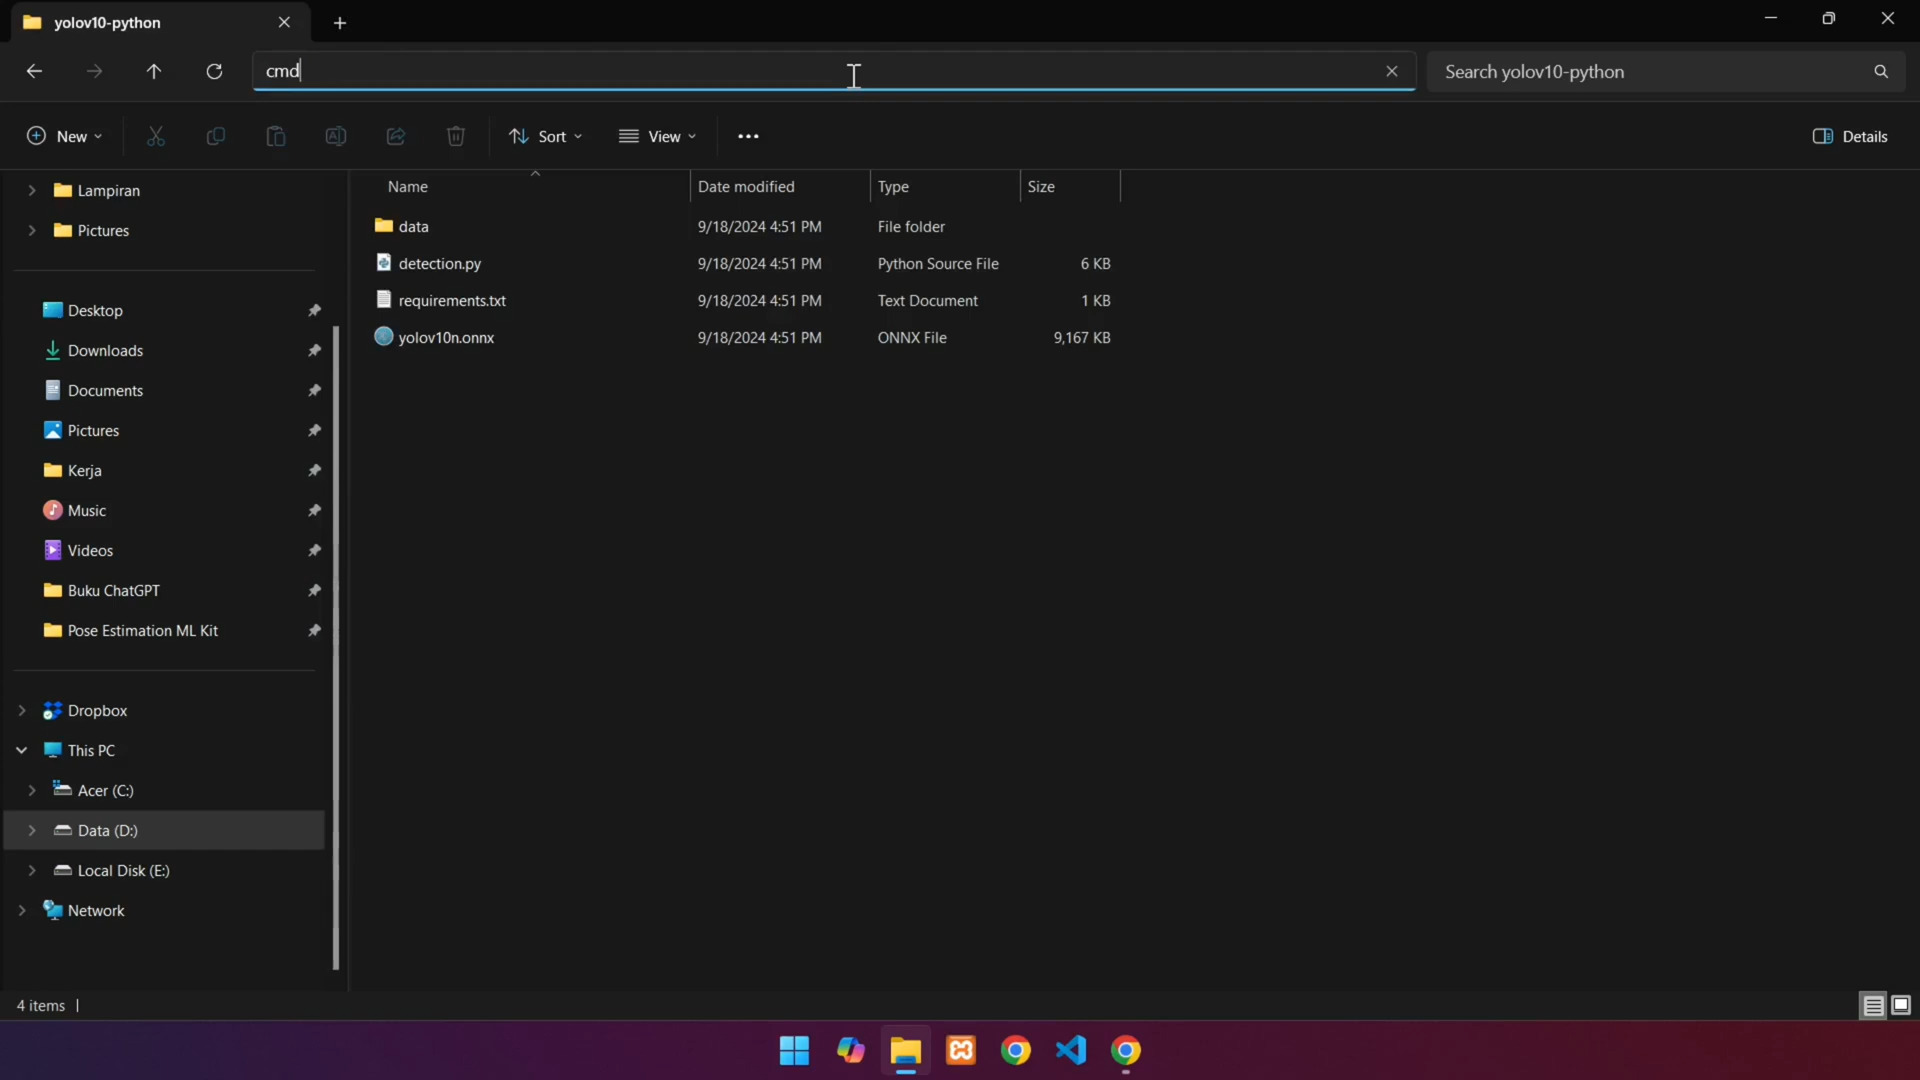 yolov10-python
cmd
Search yolov10-python
New
Sort
View
Details
Name
Date modified
Type
Size
data 9/18/2024 4:51 PM File folder
detection.py 9/18/2024 4:51 PM Python Source File 6 KB
requirements.txt 9/18/2024 4:51 PM Text Document 1 KB
yolov10n.onnx 9/18/2024 4:51 PM ONNX File 9,167 KB
Lampiran
Pictures
Desktop
Downloads
Documents
Pictures
Kerja
Music
Videos
Buku ChatGPT
Pose Estimation ML Kit
Dropbox
This PC
Acer (C:)
Data (D:)
Local Disk (E:)
Network
4 items